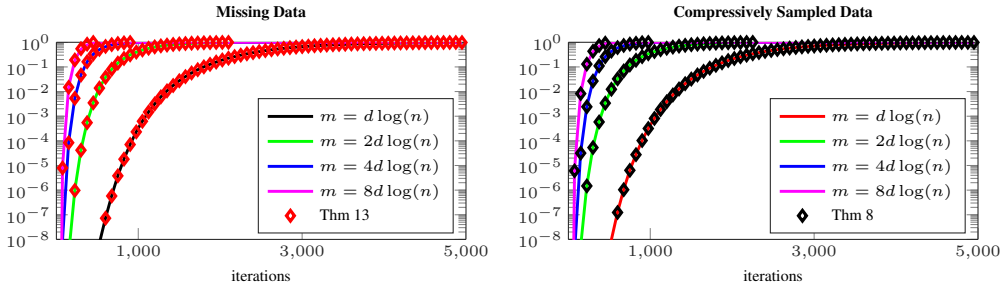 Missing Data
10^0
10^-1
10^-2
10^-3
10^-4
10^-5
10^-6
10^-7
10^-8
m = d log(n)
m = 2d log(n)
m = 4d log(n)
m = 8d log(n)
Thm 13
1,000
3,000
5,000
iterations
Compressively Sampled Data
10^0
10^-1
10^-2
10^-3
10^-4
10^-5
10^-6
10^-7
10^-8
m = d log(n)
m = 2d log(n)
m = 4d log(n)
m = 8d log(n)
Thm 8
1,000
3,000
5,000
iterations